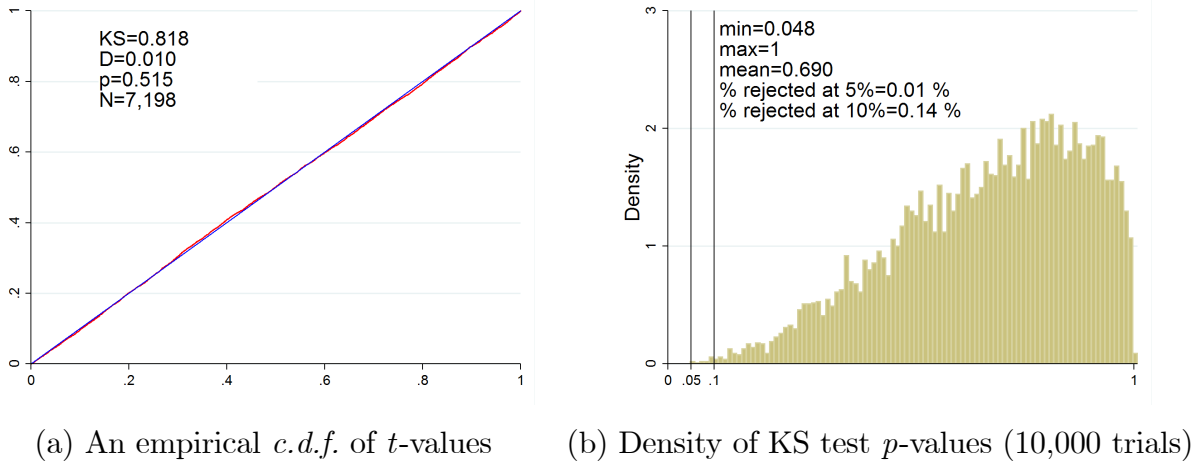 KS=0.818
D=0.010
p=0.515
N=7,198
0
.2
.4
.6
.8
1
0
.2
.4
.6
.8
1
(a) An empirical c.d.f. of t-values
min=0.048
max=1
mean=0.690
% rejected at 5%=0.01 %
% rejected at 10%=0.14 %
Density
0
1
2
3
0
.05
.1
1
(b) Density of KS test p-values (10,000 trials)